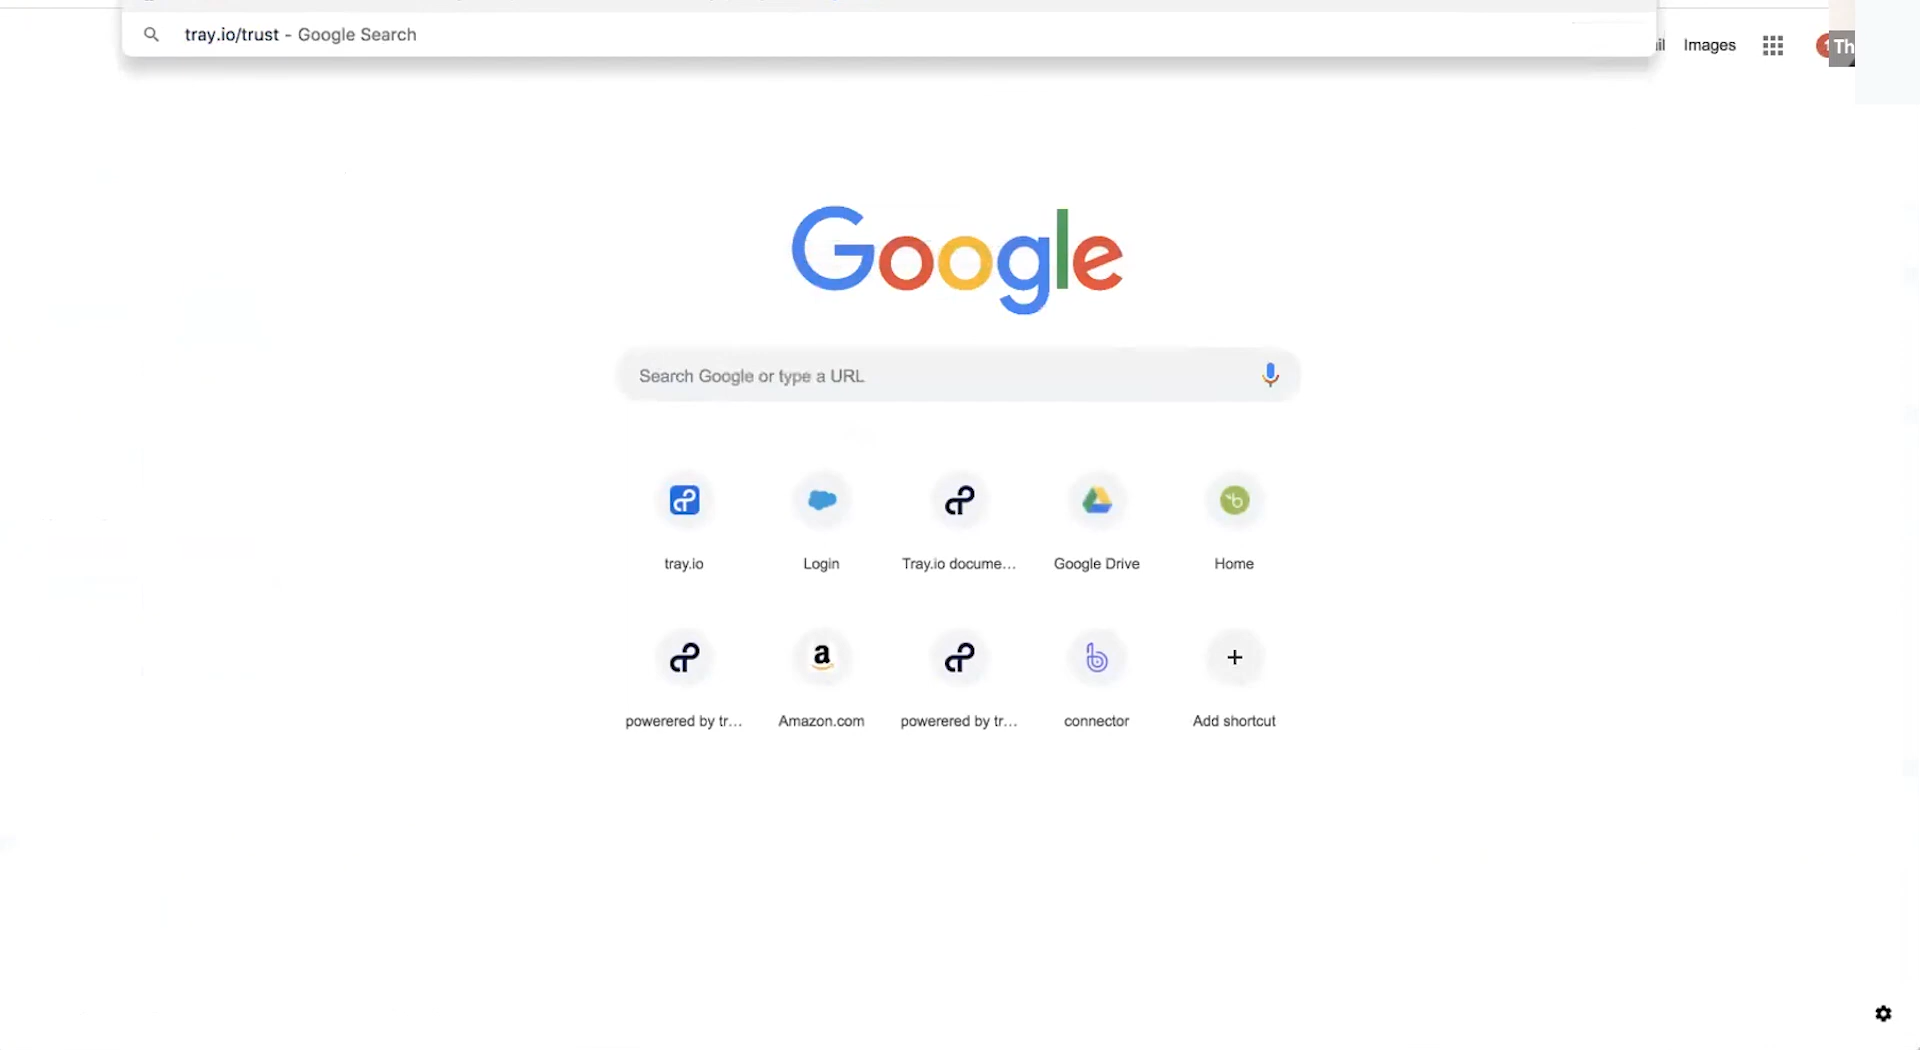 tray.io/trust - Google Search
Images
Th
Google
Search Google or type a URL
tray.io
Login
Tray.io docume...
Google Drive
Home
powerered by tr...
Amazon.com
powerered by tr...
connector
Add shortcut